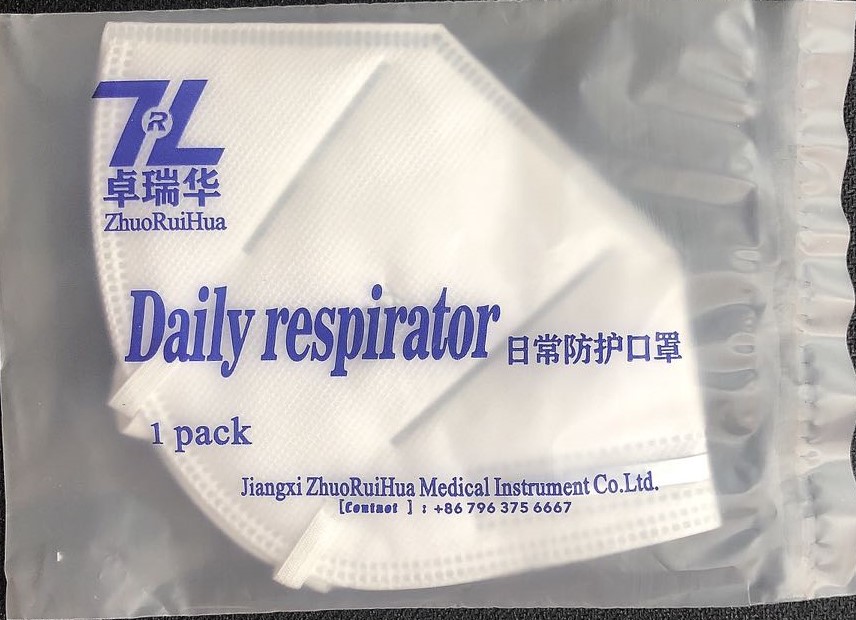 ZL
R
卓瑞华
ZhuoRuiHua
Daily respirator 日常防护口罩
1 pack
Jiangxi ZhuoRuiHua Medical Instrument Co.Ltd.
[Contact ] : +86 796 375 6667